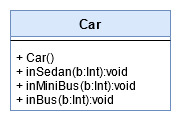 Car
+ Car()
+ inSedan(b:Int):void
+ inMiniBus(b:Int):void
+ inBus(b:Int):void